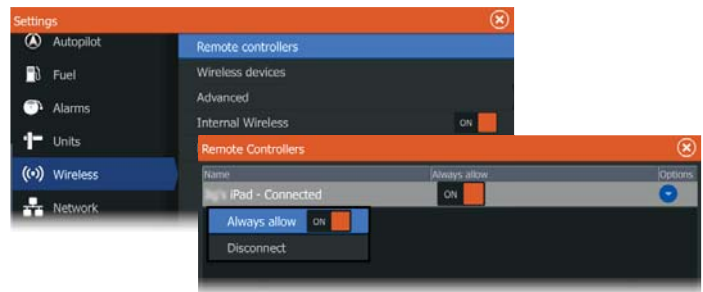 Settings
Autopilot
Fuel
Alarms
Units
Wireless
Network
Remote controllers
Wireless devices
Advanced
Internal Wireless ON
Remote Controllers
Name Always allow Options
iPad - Connected ON
Always allow ON
Disconnect